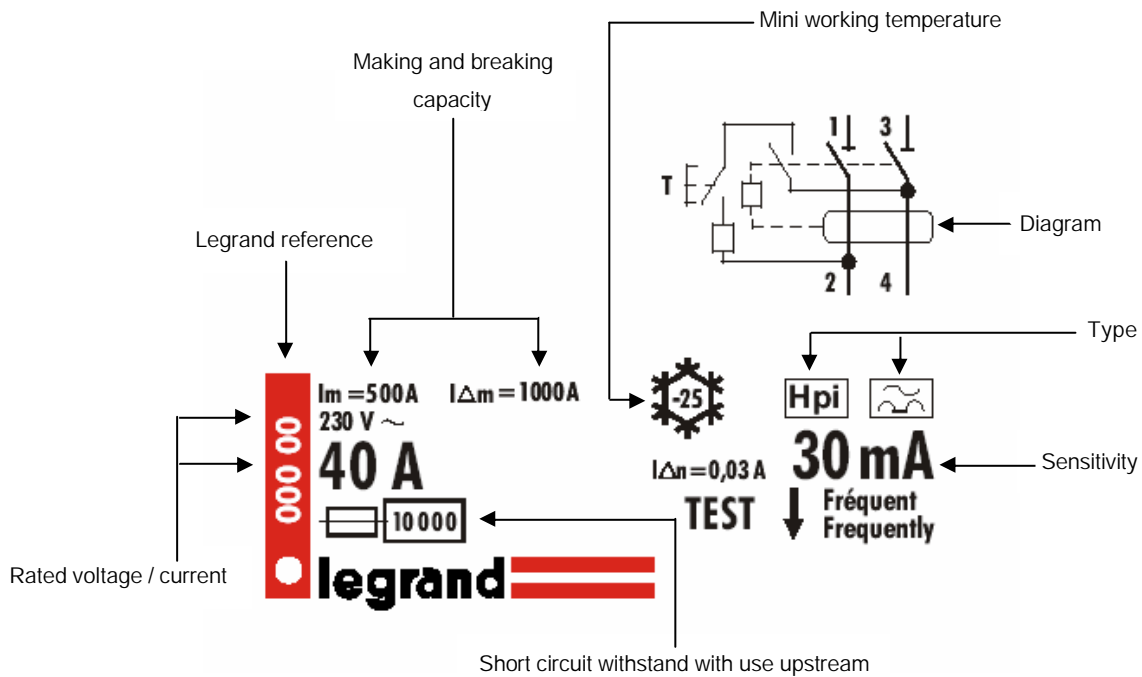 Mini working temperature
Making and breaking
capacity
1 3
T
Diagram
Legrand reference
2 4
Type
Im=500A IΔm=1000A
-25
Hpi
230 V ~
000 00
40 A
IΔn=0,03 A
30 mA
Sensitivity
TEST
Fréquent
Frequently
10 000
Rated voltage / current
legrand
Short circuit withstand with use upstream